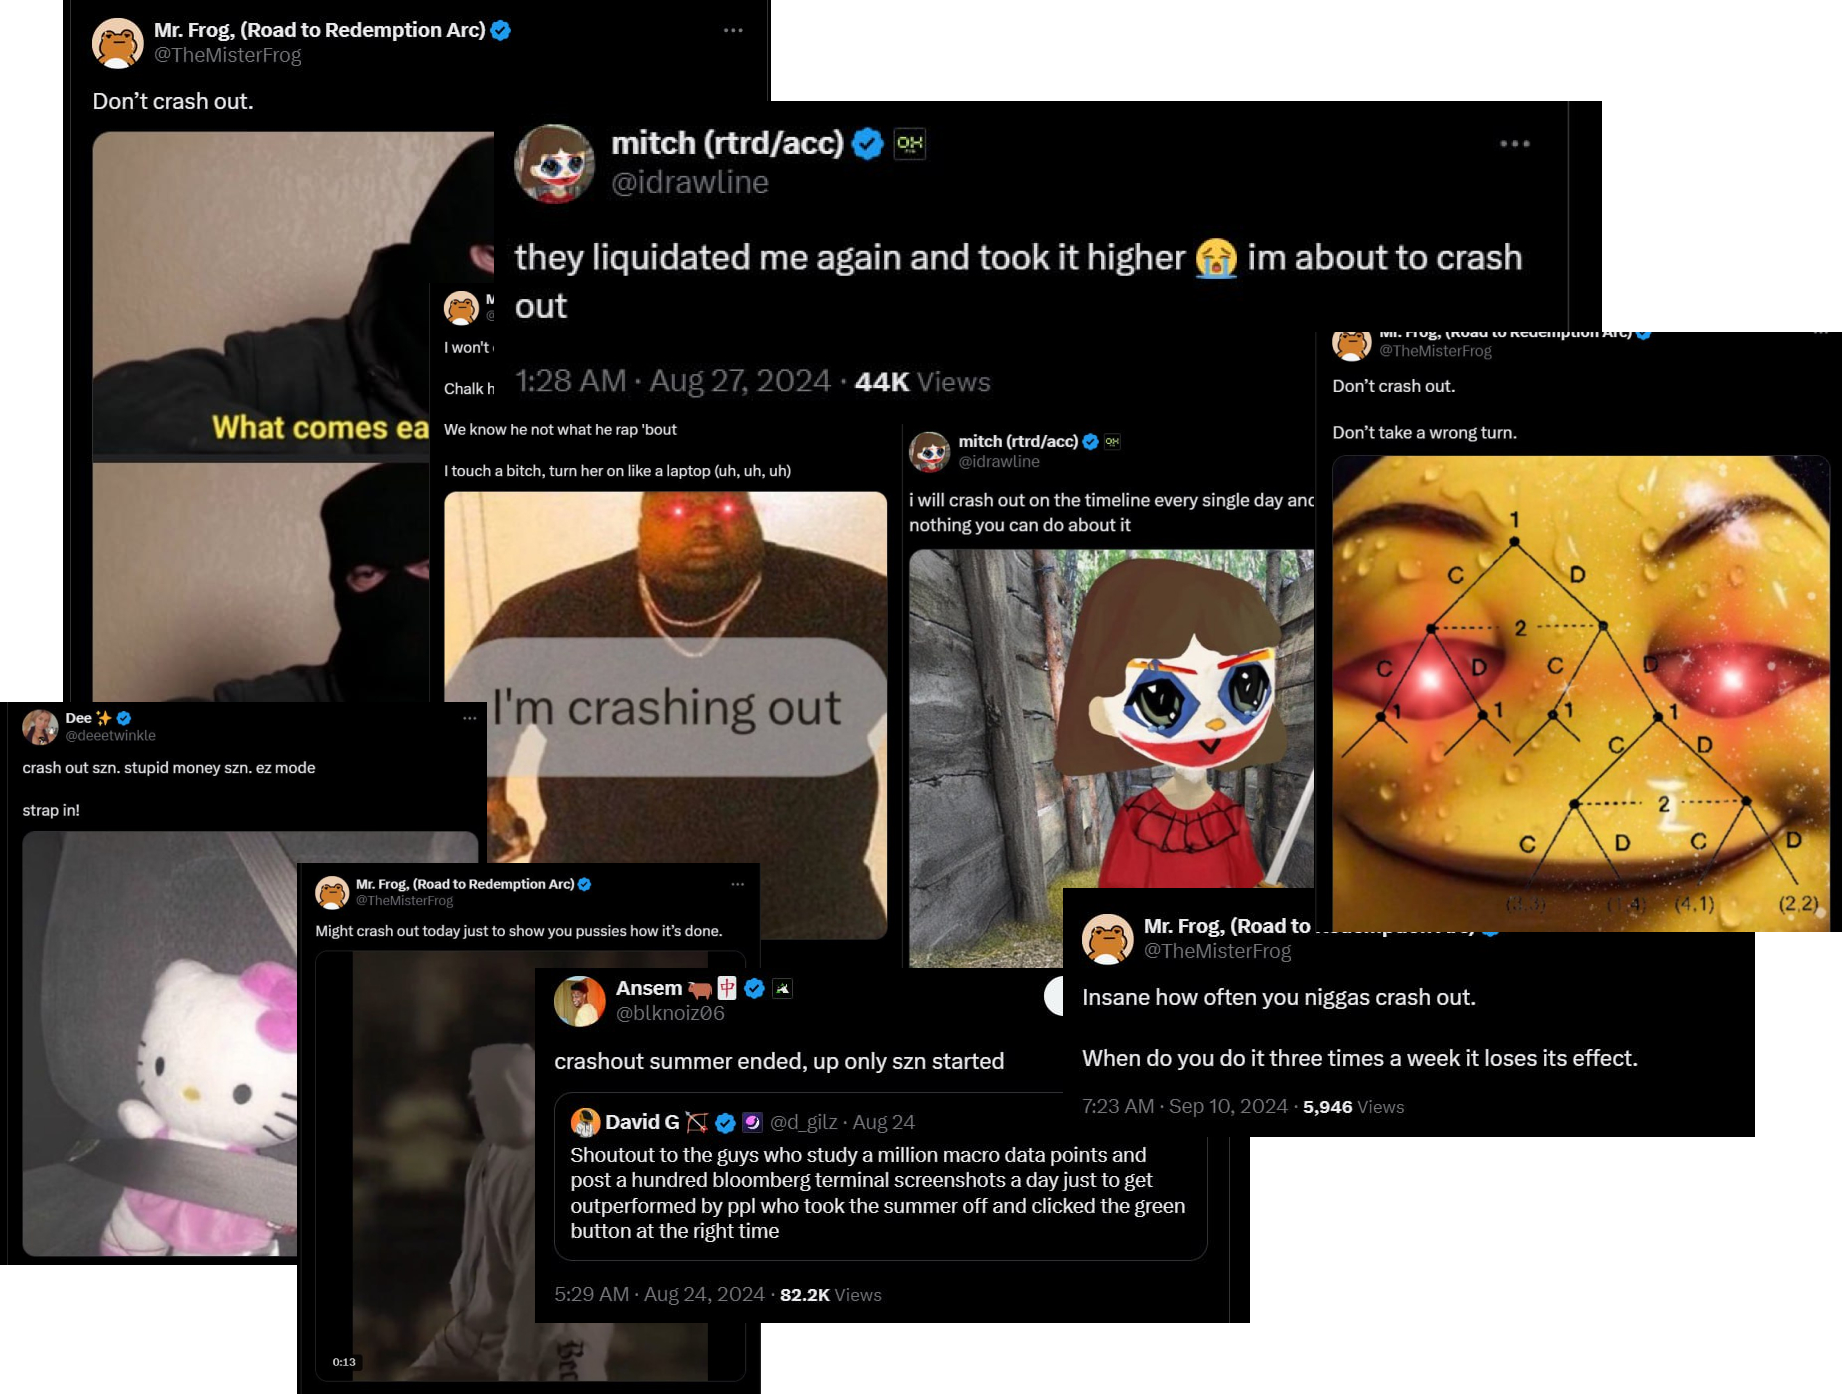 Mr. Frog, (Road to Redemption Arc)
@TheMisterFrog
Don’t crash out.
What comes ea
mitch (rtrd/acc)
@idrawline
they liquidated me again and took it higher 😭 im about to crash
out
1:28 AM · Aug 27, 2024 · 44K Views
I won't
Chalk h
We know he not what he rap 'bout
I touch a bitch, turn her on like a laptop (uh, uh, uh)
I'm crashing out
mitch (rtrd/acc)
@idrawline
i will crash out on the timeline every single day and
nothing you can do about it
Mr. Frog, (Road to Redemption Arc)
@TheMisterFrog
Don’t crash out.
Don’t take a wrong turn.
1
C D
2
C D C D
1 1 1 1
C D
2
C D C D
(3,3) (1,4) (4,1) (2,2)
Dee ✨
@deeetwinkle
crash out szn. stupid money szn. ez mode
strap in!
Mr. Frog, (Road to Redemption Arc)
@TheMisterFrog
Might crash out today just to show you pussies how it’s done.
0:13
Ansem 🐂🀄
@blknoiz06
crashout summer ended, up only szn started
David G 🏹 @d_gilz · Aug 24
Shoutout to the guys who study a million macro data points and
post a hundred bloomberg terminal screenshots a day just to get
outperformed by ppl who took the summer off and clicked the green
button at the right time
5:29 AM · Aug 24, 2024 · 82.2K Views
Mr. Frog, (Road to Redemption Arc)
@TheMisterFrog
Insane how often you niggas crash out.
When do you do it three times a week it loses its effect.
7:23 AM · Sep 10, 2024 · 5,946 Views